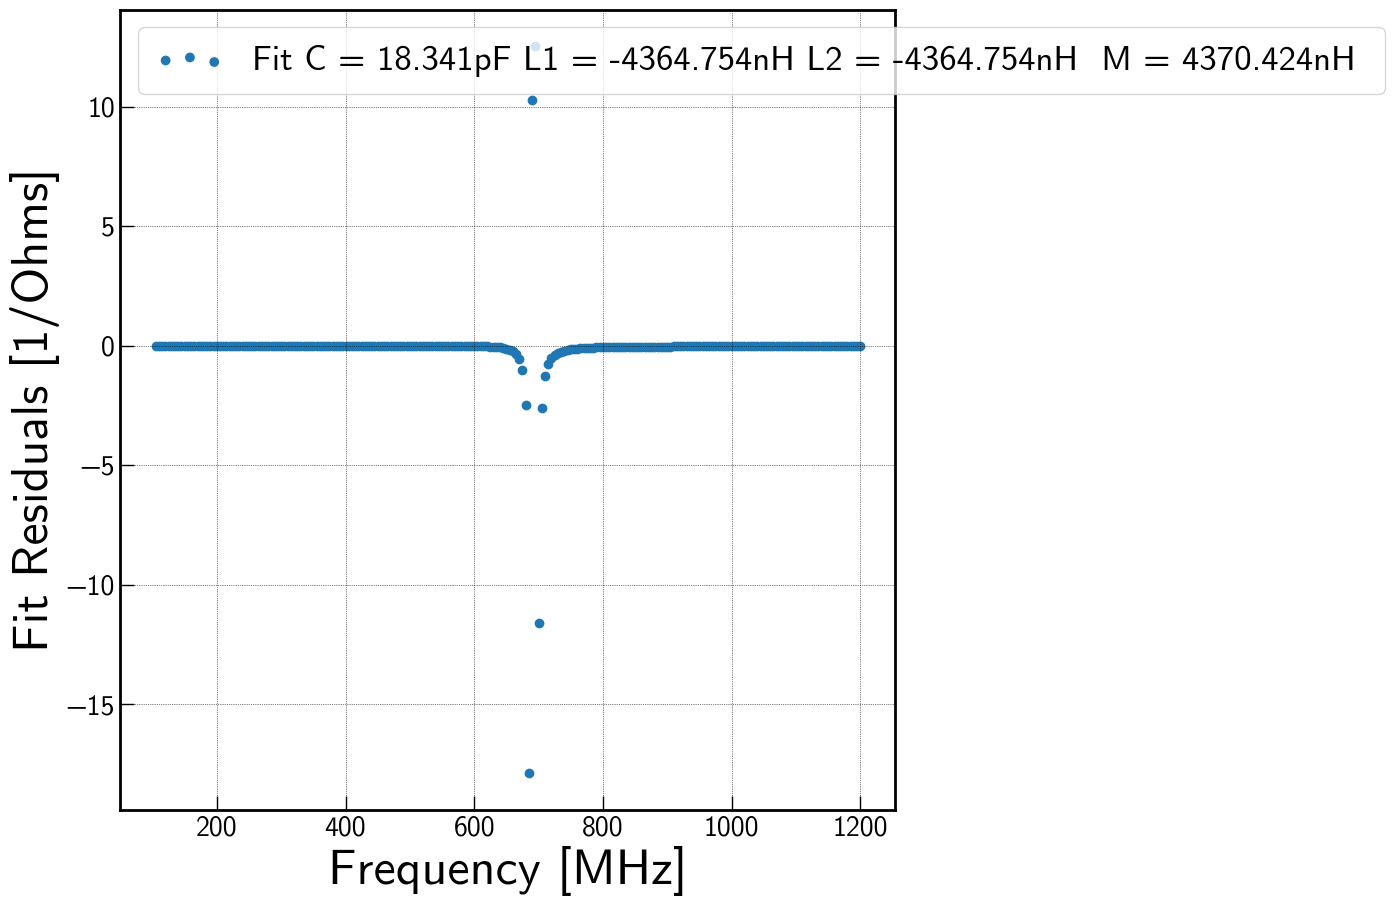 Fit C = 18.341pF L1 = -4364.754nH L2 = -4364.754nH M = 4370.424nH
10
5
0
−5
−10
−15
Fit Residuals [1/Ohms]
200 400 600 800 1000 1200
Frequency [MHz]